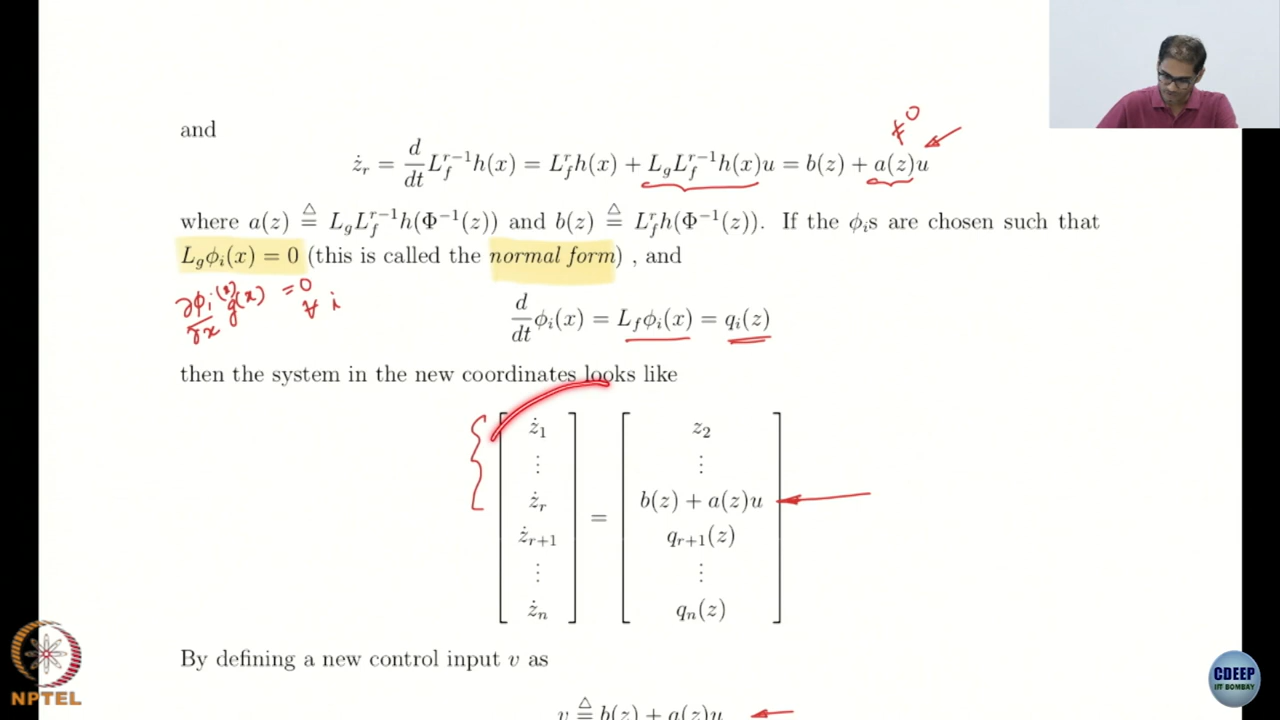 and
ż_r = d/dt L_f^{r−1}h(x) = L_f^r h(x) + L_g L_f^{r−1}h(x)u = b(z) + a(z)u
≠ 0
where a(z) ≜ L_g L_f^{r−1}h(Φ^{−1}(z)) and b(z) ≜ L_f^r h(Φ^{−1}(z)). If the ϕ_is are chosen such that
L_gϕ_i(x) = 0 (this is called the normal form) , and
∂ϕ_i(x)/∂x g(x) = 0 ∀ i
d/dt ϕ_i(x) = L_fϕ_i(x) = q_i(z)
then the system in the new coordinates looks like
ż_1 z_2
⋮ ⋮
ż_r b(z) + a(z)u
=
ż_{r+1} q_{r+1}(z)
⋮ ⋮
ż_n q_n(z)
By defining a new control input v as
v ≜ b(z) + a(z)u
NPTEL
CDEEP
IIT BOMBAY